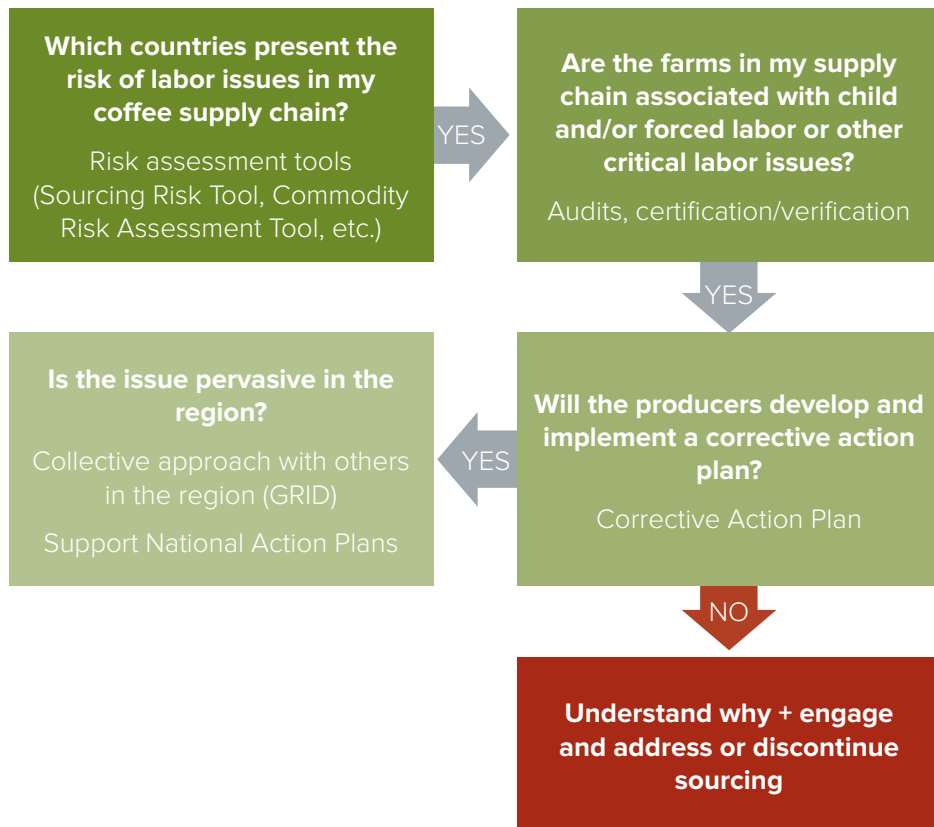 Which countries present the
risk of labor issues in my
coffee supply chain?
Risk assessment tools
(Sourcing Risk Tool, Commodity
Risk Assessment Tool, etc.)
YES
Are the farms in my supply
chain associated with child
and/or forced labor or other
critical labor issues?
Audits, certification/verification
YES
Will the producers develop and
implement a corrective action
plan?
Corrective Action Plan
YES
Is the issue pervasive in the
region?
Collective approach with others
in the region (GRID)
Support National Action Plans
NO
Understand why + engage
and address or discontinue
sourcing